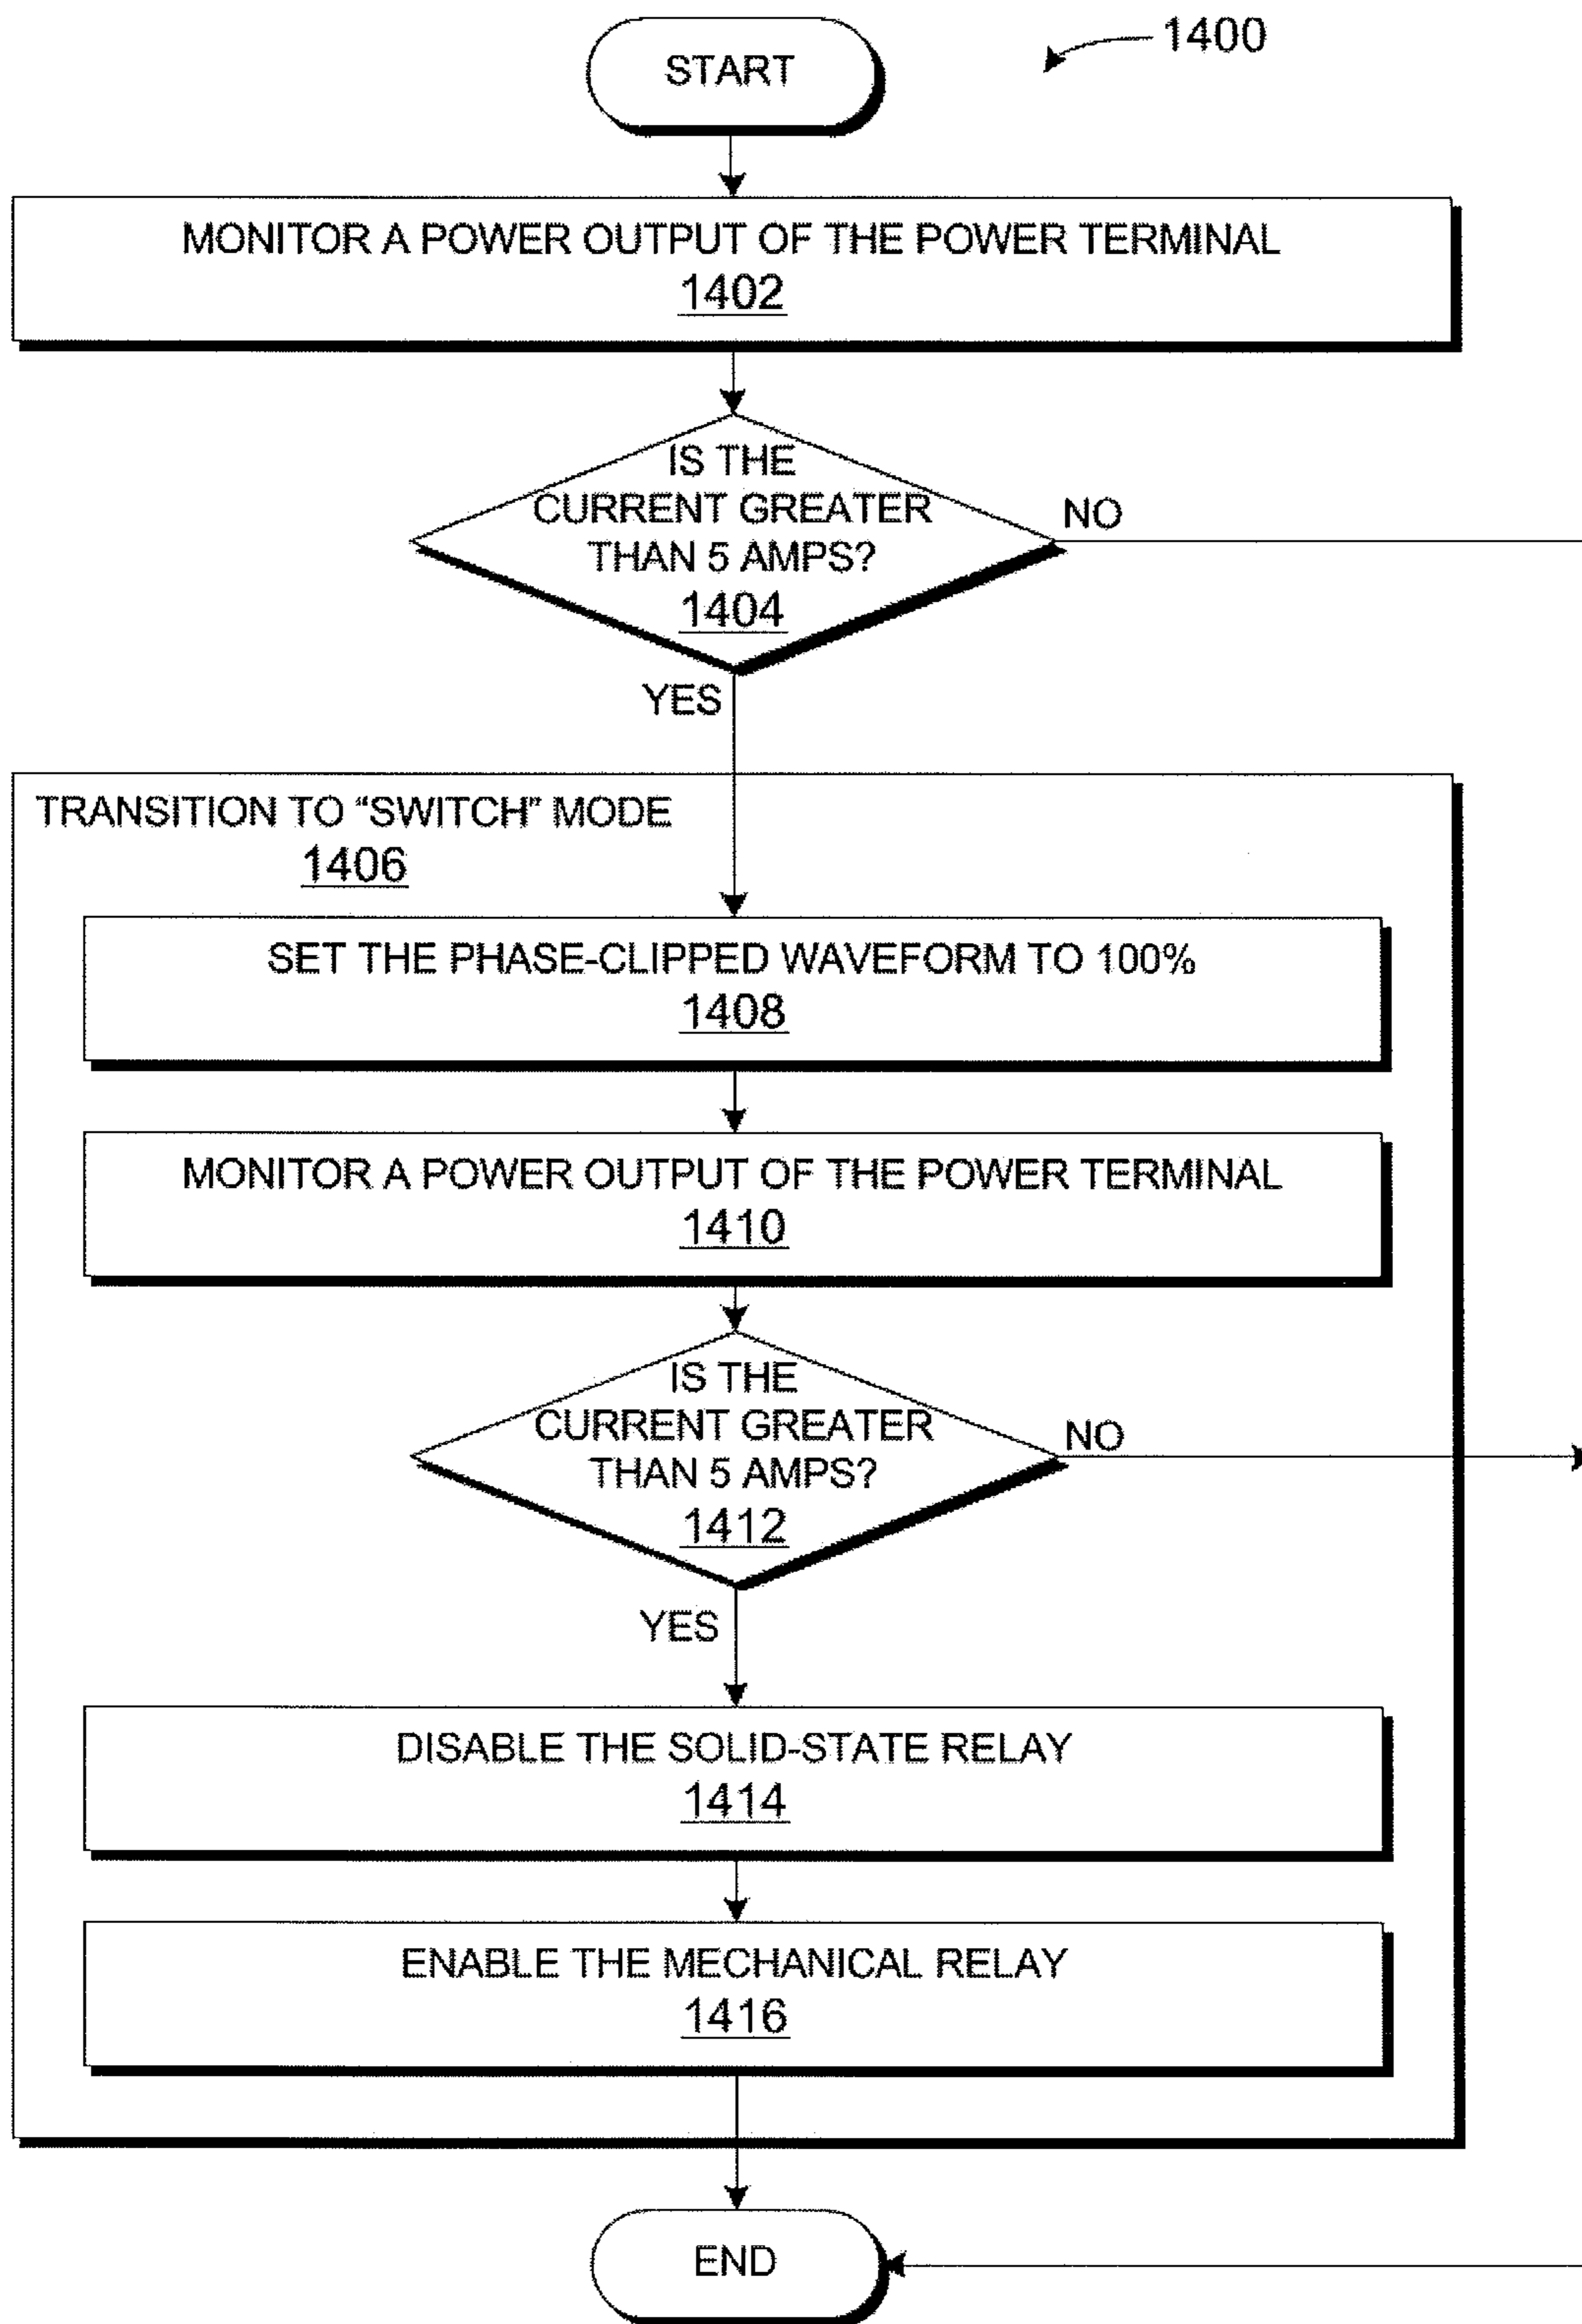 1400
START
MONITOR A POWER OUTPUT OF THE POWER TERMINAL
1402
IS THE
CURRENT GREATER
THAN 5 AMPS?
1404
NO
YES
TRANSITION TO “SWITCH” MODE
1406
SET THE PHASE-CLIPPED WAVEFORM TO 100%
1408
MONITOR A POWER OUTPUT OF THE POWER TERMINAL
1410
IS THE
CURRENT GREATER
THAN 5 AMPS?
1412
NO
YES
DISABLE THE SOLID-STATE RELAY
1414
ENABLE THE MECHANICAL RELAY
1416
END